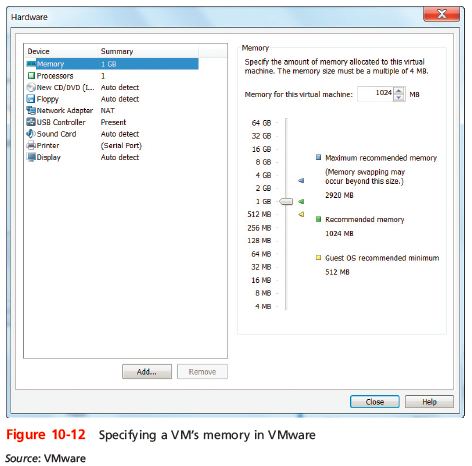 Hardware
Device Summary
Memory 1 GB
Processors 1
New CD/DVD (I... Auto detect
Floppy Auto detect
Network Adapter NAT
USB Controller Present
Sound Card Auto detect
Printer (Serial Port)
Display Auto detect
Add...
Remove
Memory
Specify the amount of memory allocated to this virtual
machine. The memory size must be a multiple of 4 MB.
Memory for this virtual machine: 1024 MB
64 GB
32 GB
16 GB
8 GB
4 GB
2 GB
1 GB
512 MB
256 MB
128 MB
64 MB
32 MB
16 MB
8 MB
4 MB
Maximum recommended memory
(Memory swapping may
occur beyond this size.)
2920 MB
Recommended memory
1024 MB
Guest OS recommended minimum
512 MB
Close
Help
Figure 10-12 Specifying a VM's memory in VMware
Source: VMware